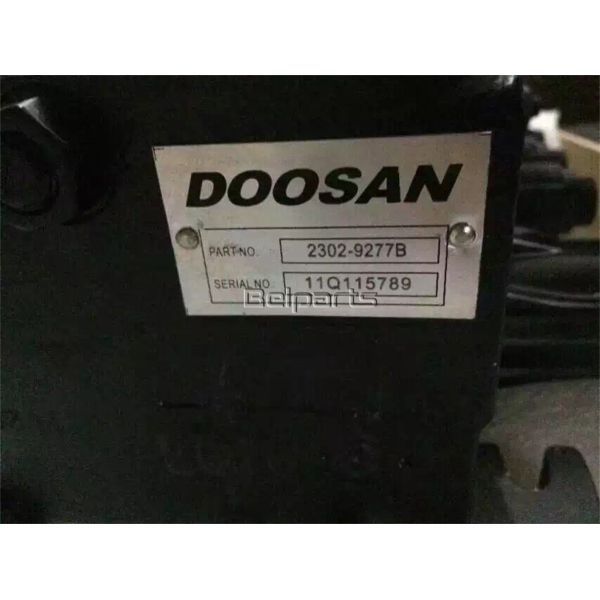 DOOSAN
PART NO. 2302-9277B
SERIAL NO. 11Q115789
Belparts